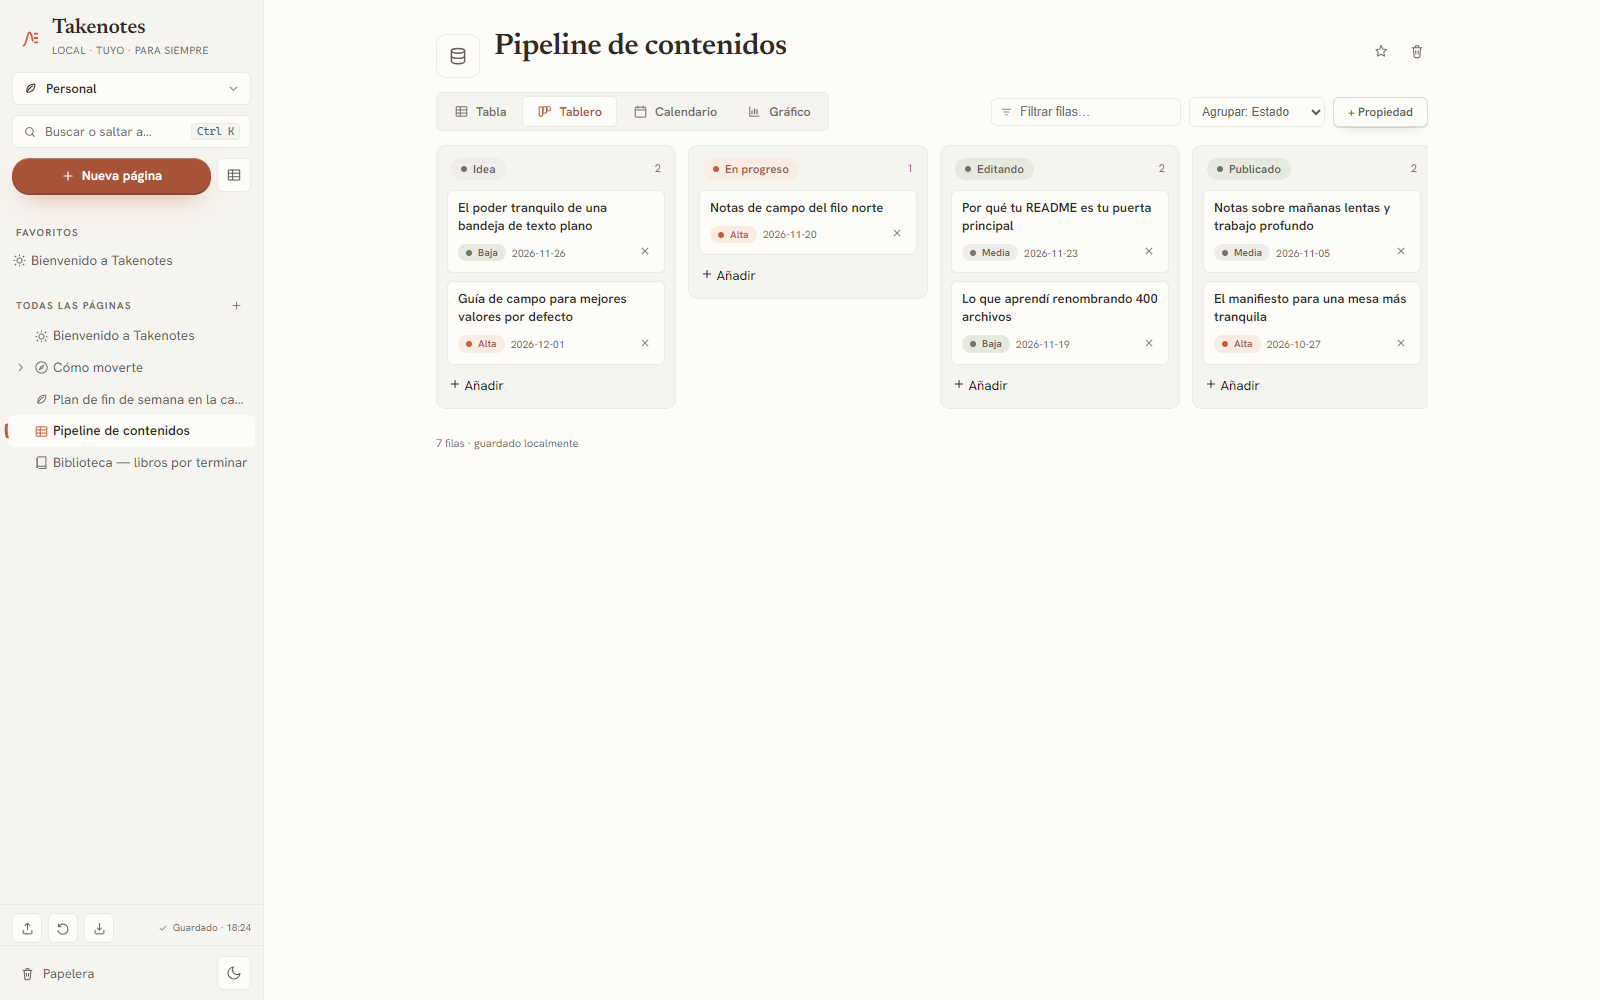 Takenotes
LOCAL · TUYO · PARA SIEMPRE
Personal
Buscar o saltar a...
Ctrl K
+ Nueva página
FAVORITOS
Bienvenido a Takenotes
TODAS LAS PÁGINAS
Bienvenido a Takenotes
Cómo moverte
Plan de fin de semana en la ca...
Pipeline de contenidos
Biblioteca — libros por terminar
Guardado · 18:24
Papelera
Pipeline de contenidos
Tabla
Tablero
Calendario
Gráfico
Filtrar filas...
Agrupar: Estado
+ Propiedad
Idea
2
El poder tranquilo de una
bandeja de texto plano
Baja
2026-11-26
Guía de campo para mejores
valores por defecto
Alta
2026-12-01
+ Añadir
En progreso
1
Notas de campo del filo norte
Alta
2026-11-20
+ Añadir
Editando
2
Por qué tu README es tu puerta
principal
Media
2026-11-23
Lo que aprendí renombrando 400
archivos
Baja
2026-11-19
+ Añadir
Publicado
2
Notas sobre mañanas lentas y
trabajo profundo
Media
2026-11-05
El manifiesto para una mesa más
tranquila
Alta
2026-10-27
+ Añadir
7 filas · guardado localmente